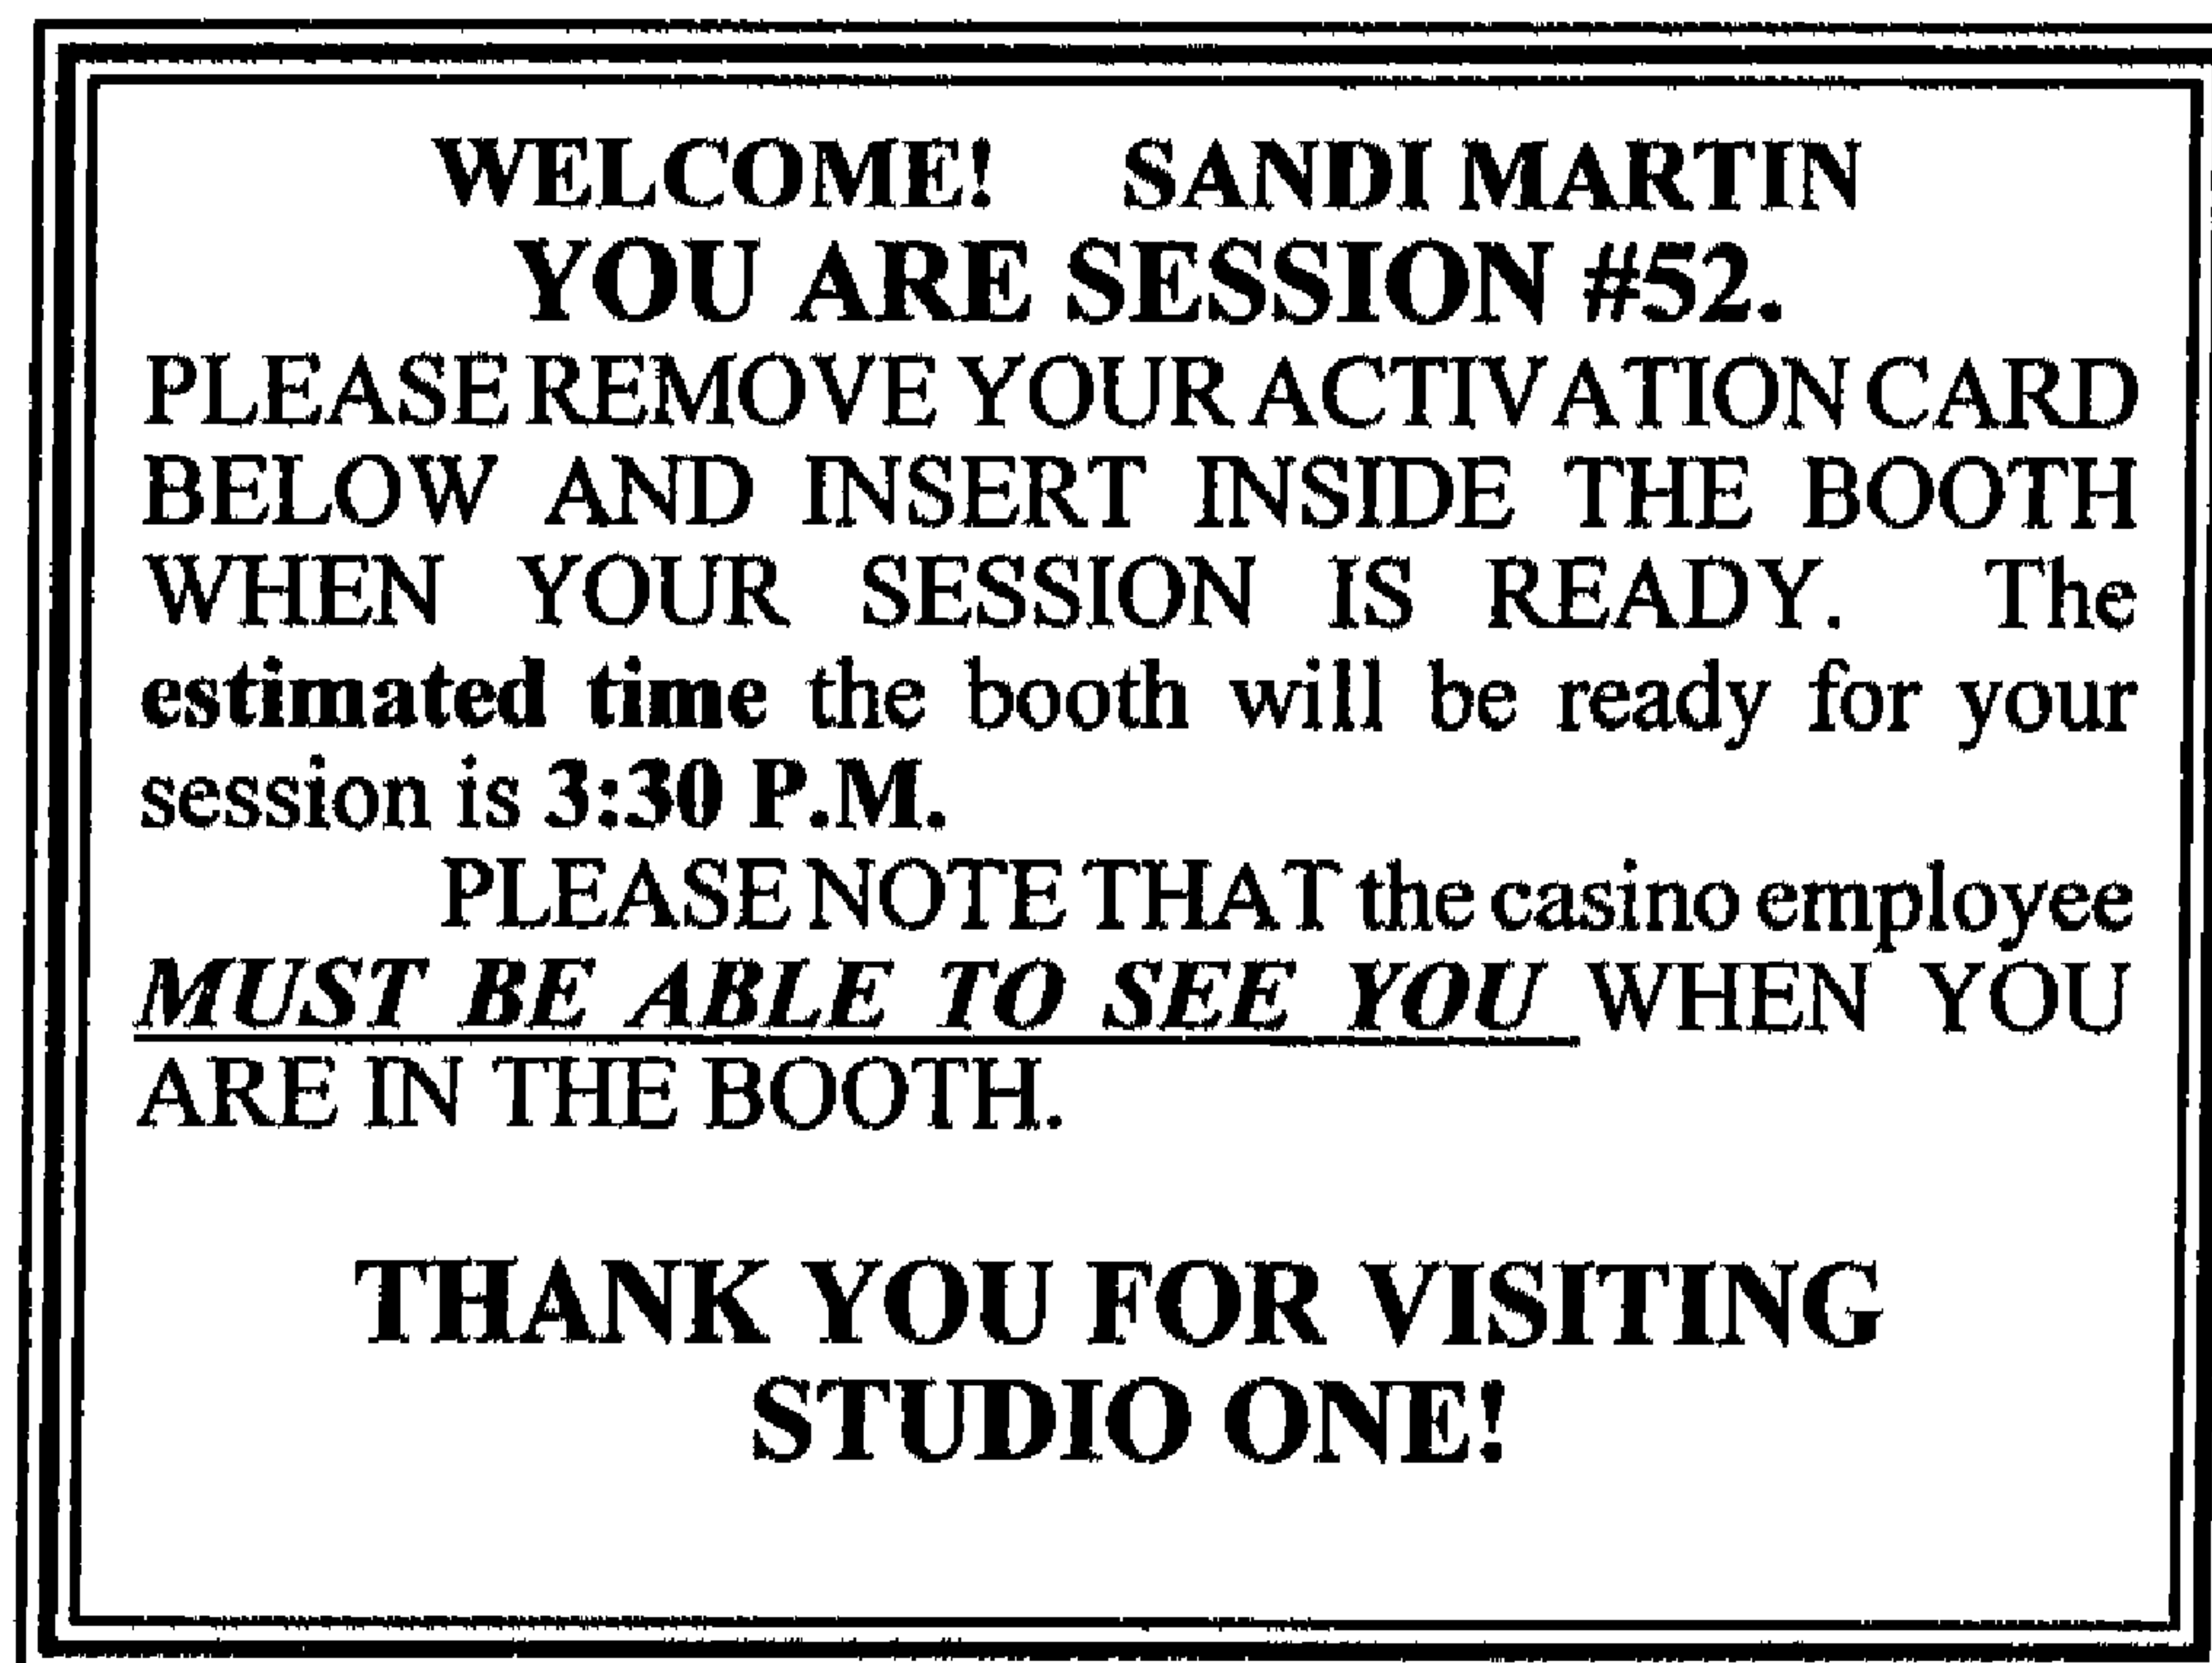 WELCOME! SANDI MARTIN
YOU ARE SESSION #52.
PLEASE REMOVE YOUR ACTIVATION CARD
BELOW AND INSERT INSIDE THE BOOTH
WHEN YOUR SESSION IS READY. The
estimated time the booth will be ready for your
session is 3:30 P.M.
PLEASE NOTE THAT the casino employee
MUST BE ABLE TO SEE YOU WHEN YOU
ARE IN THE BOOTH.
THANK YOU FOR VISITING
STUDIO ONE!